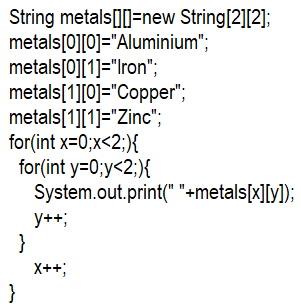 String metals[][]=new String[2][2];
metals[0][0]="Aluminium";
metals[0][1]="Iron";
metals[1][0]="Copper";
metals[1][1]="Zinc";
for(int x=0;x<2;){
for(int y=0;y<2;){
System.out.print(" "+metals[x][y]);
y++;
}
x++;
}